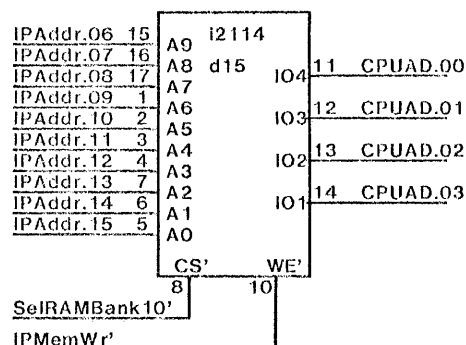 IPAddr.06 15 A9 i2114
IPAddr.07 16 A8 d15
IPAddr.08 17 A7 IO4 11 CPUAD.00
IPAddr.09 1 A6
IPAddr.10 2 A5 IO3 12 CPUAD.01
IPAddr.11 3 A4
IPAddr.12 4 A3 IO2 13 CPUAD.02
IPAddr.13 7 A2
IPAddr.14 6 A1 IO1 14 CPUAD.03
IPAddr.15 5 A0
CS' WE'
8 10
SelRAMBank10'
IPMemWr'